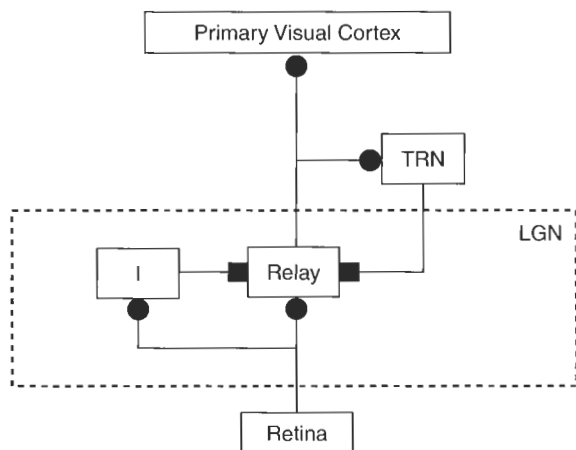 Primary Visual Cortex
TRN
LGN
I
Relay
Retina